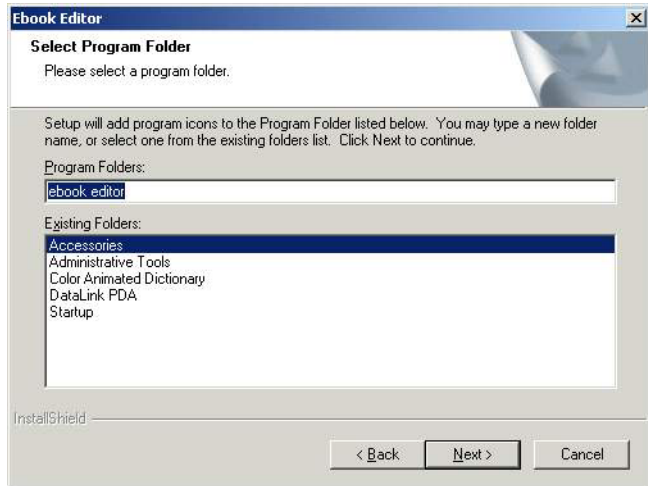 Ebook Editor
Select Program Folder
Please select a program folder.
Setup will add program icons to the Program Folder listed below. You may type a new folder
name, or select one from the existing folders list. Click Next to continue.
Program Folders:
ebook editor
Existing Folders:
Accessories
Administrative Tools
Color Animated Dictionary
DataLink PDA
Startup
InstallShield
< Back Next > Cancel